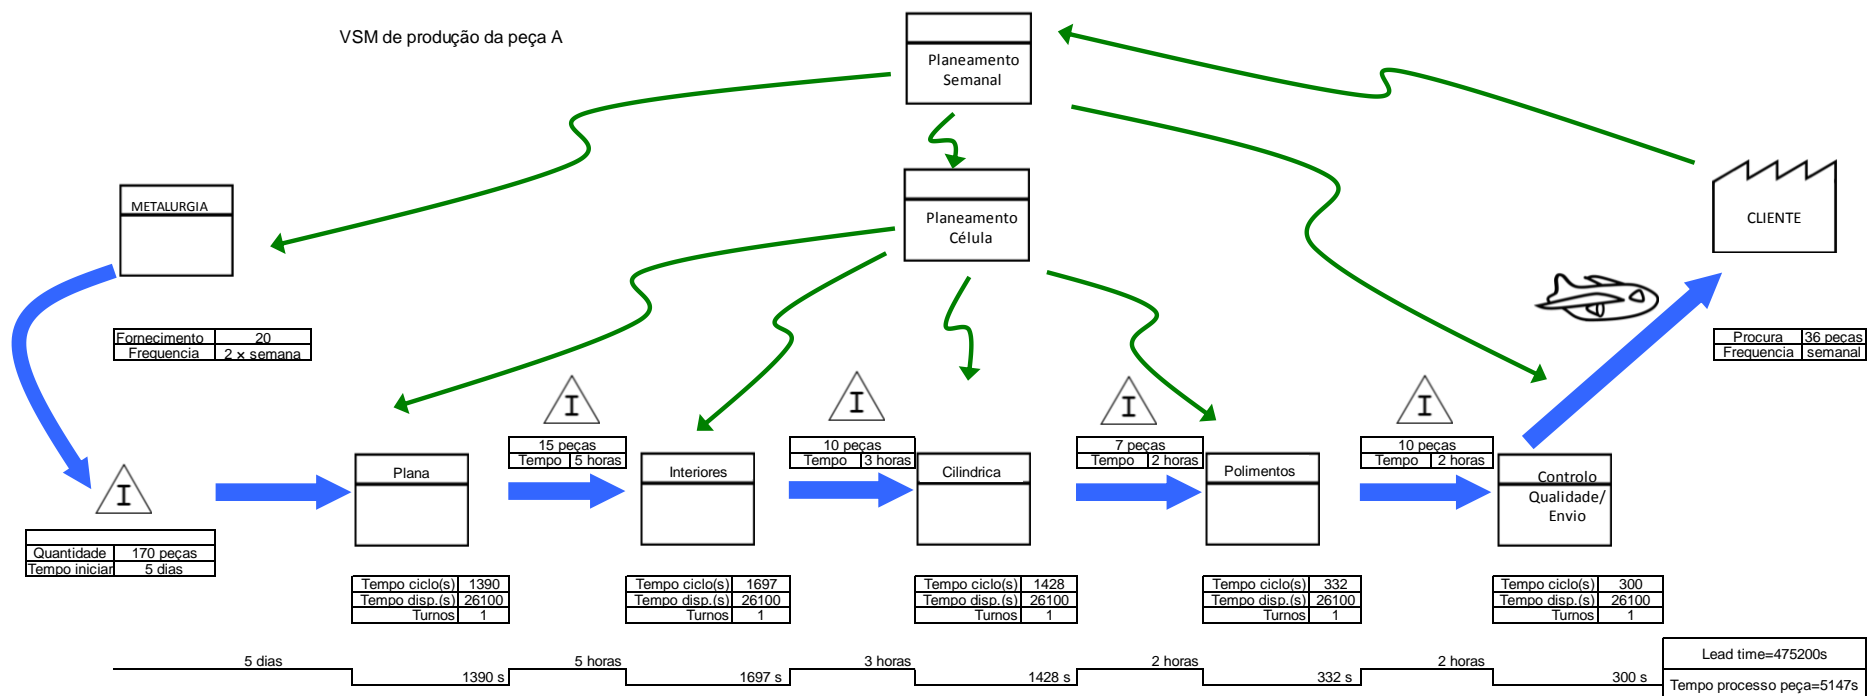 VSM de produção da peça A
Planeamento
Semanal
METALURGIA
Planeamento
Célula
CLIENTE
Fornecimento 20
Frequencia 2 × semana
Procura 36 peças
Frequencia semanal
I
I
I
I
15 peças
Tempo 5 horas
10 peças
Tempo 3 horas
7 peças
Tempo 2 horas
10 peças
Tempo 2 horas
I
Plana
Interiores
Cilindrica
Polimentos
Controlo
Qualidade/
Envio
Quantidade 170 peças
Tempo iniciar 5 dias
Tempo ciclo(s) 1390
Tempo disp.(s) 26100
Turnos 1
Tempo ciclo(s) 1697
Tempo disp.(s) 26100
Turnos 1
Tempo ciclo(s) 1428
Tempo disp.(s) 26100
Turnos 1
Tempo ciclo(s) 332
Tempo disp.(s) 26100
Turnos 1
Tempo ciclo(s) 300
Tempo disp.(s) 26100
Turnos 1
5 dias 5 horas 3 horas 2 horas 2 horas
1390 s 1697 s 1428 s 332 s 300 s
Lead time=475200s
Tempo processo peça=5147s